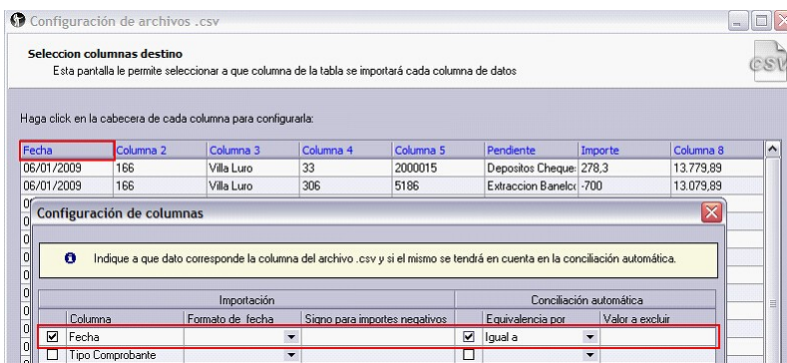 Configuración de archivos .csv
Seleccion columnas destino
Esta pantalla le permite seleccionar a que columna de la tabla se importará cada columna de datos
CSV
Haga click en la cabecera de cada columna para configurarla:
Fecha Columna 2 Columna 3 Columna 4 Columna 5 Pendiente Importe Columna 8
06/01/2009 166 Villa Luro 33 2000015 Depositos Cheque 278,3 13.779,89
06/01/2009 166 Villa Luro 306 5186 Extraccion Banelco -700 13.079,89
Configuración de columnas
Indique a que dato corresponde la columna del archivo .csv y si el mismo se tendrá en cuenta en la conciliación automática.
Importación Conciliación automática
Columna Formato de fecha Signo para importes negativos Equivalencia por Valor a excluir
Fecha Igual a
Tipo Comprobante